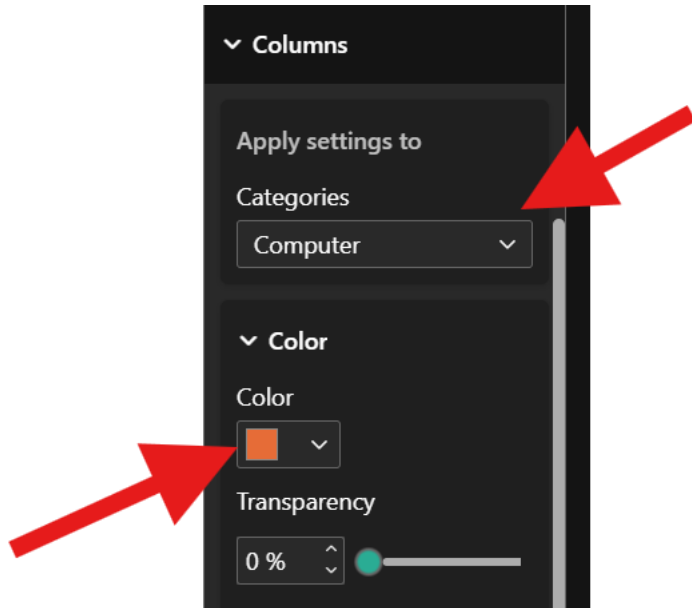 Columns
Apply settings to
Categories
Computer
Color
Color
Transparency
0 %